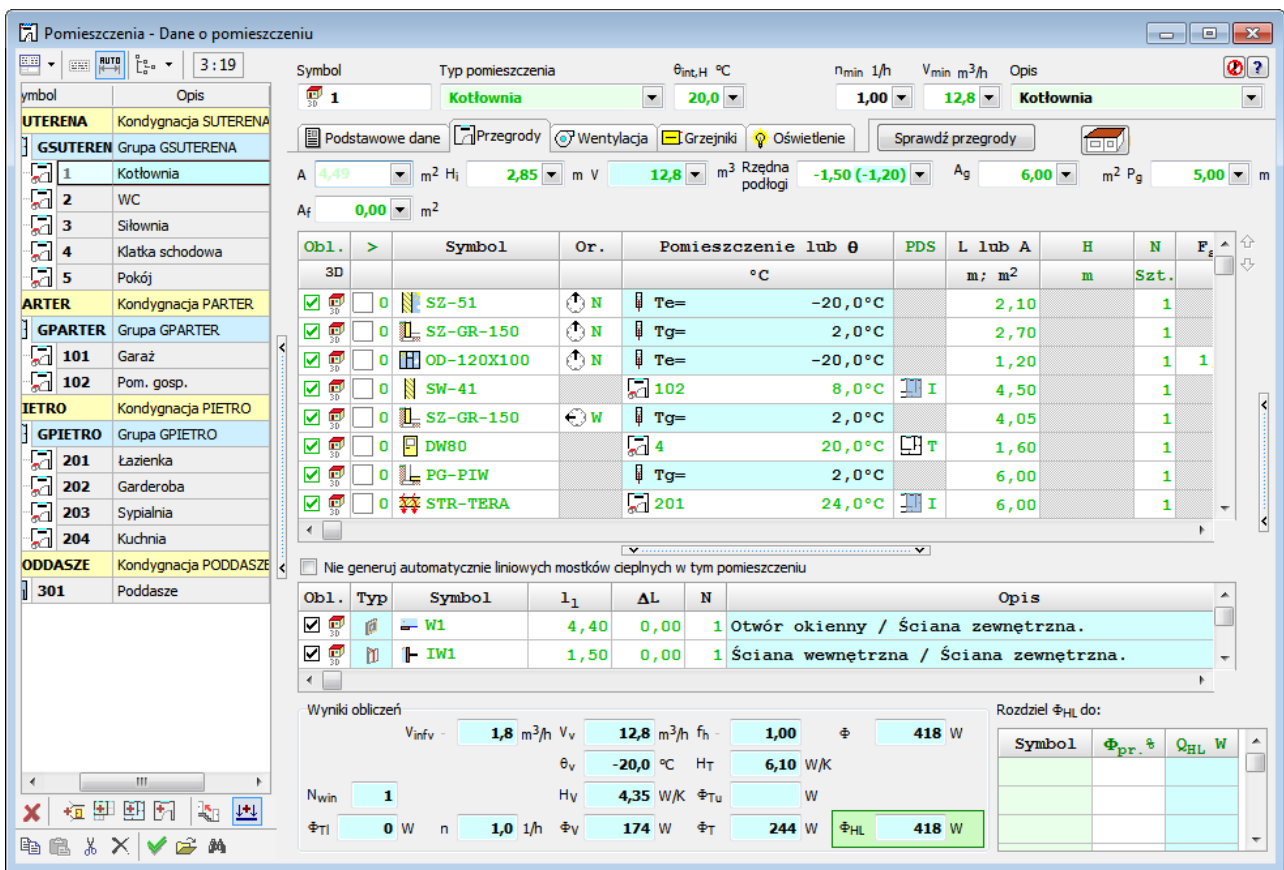 Pomieszczenia - Dane o pomieszczeniu
AUTO 3:19
ymbol Opis
UTERENA Kondygnacja SUTERENA
GSUTEREN Grupa GSUTERENA
1 Kotłownia
2 WC
3 Siłownia
4 Klatka schodowa
5 Pokój
ARTER Kondygnacja PARTER
GPARTER Grupa GPARTER
101 Garaż
102 Pom. gosp.
IETRO Kondygnacja PIETRO
GPIETRO Grupa GPIETRO
201 Łazienka
202 Garderoba
203 Sypialnia
204 Kuchnia
ODDASZE Kondygnacja PODDASZE
301 Poddasze
Symbol Typ pomieszczenia θint,H °C nmin 1/h Vmin m3/h Opis
3D 1 Kotłownia 20,0 1,00 12,8 Kotłownia
Podstawowe dane Przegrody Wentylacja Grzejniki Oświetlenie Sprawdź przegrody
A 4,49 m2 Hi 2,85 m V 12,8 m3 Rzędna podłogi -1,50 (-1,20) Ag 6,00 m2 Pg 5,00 m
Af 0,00 m2
Obl. > Symbol Or. Pomieszczenie lub θ PDS L lub A H N
3D °C m; m2 m Szt.
3D 0 SZ-51 N Te= -20,0°C 2,10 1
3D 0 SZ-GR-150 N Tg= 2,0°C 2,70 1
3D 0 OD-120X100 N Te= -20,0°C 1,20 1 1
3D 0 SW-41 102 8,0°C I 4,50 1
3D 0 SZ-GR-150 W Tg= 2,0°C 4,05 1
3D 0 DW80 4 20,0°C T 1,60 1
3D 0 PG-PIW Tg= 2,0°C 6,00 1
3D 0 STR-TERA 201 24,0°C I 6,00 1
Nie generuj automatycznie liniowych mostków cieplnych w tym pomieszczeniu
Obl. Typ Symbol l1 ΔL N Opis
3D W1 4,40 0,00 1 Otwór okienny / Ściana zewnętrzna.
3D IW1 1,50 0,00 1 Ściana wewnętrzna / Ściana zewnętrzna.
Wyniki obliczeń
Vinfv - 1,8 m3/h Vv 12,8 m3/h fh - 1,00 Φ 418 W
θv -20,0 °C HT 6,10 W/K
Nwin 1 HV 4,35 W/K ΦTu W
ΦTI 0 W n 1,0 1/h ΦV 174 W ΦT 244 W ΦHL 418 W
Rozdziel ΦHL do:
Symbol Φpr.% QHL W